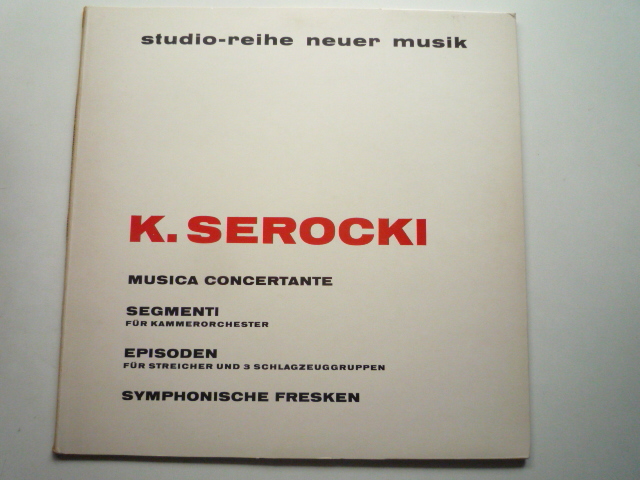 studio-reihe neuer musik
K. SEROCKI
MUSICA CONCERTANTE
SEGMENTI
FÜR KAMMERORCHESTER
EPISODEN
FÜR STREICHER UND 3 SCHLAGZEUGGRUPPEN
SYMPHONISCHE FRESKEN